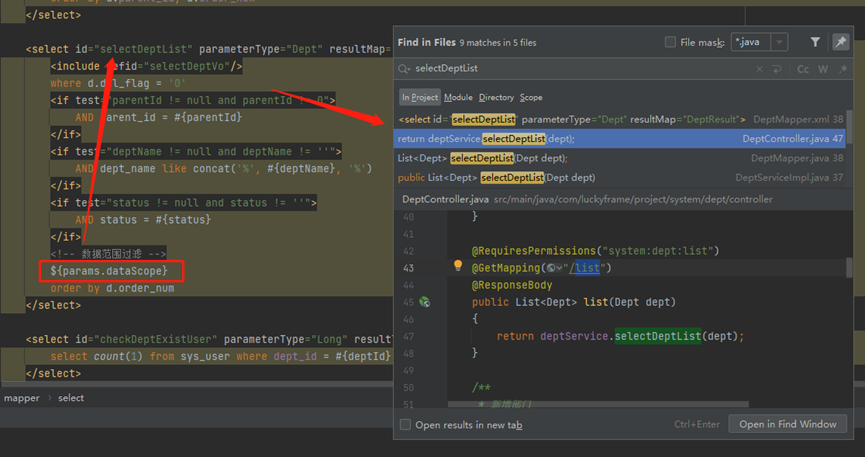 </select>
<select id="selectDeptList" parameterType="Dept" resultMap=
<include refid="selectDeptVo"/>
where d.del_flag = '0'
<if test="parentId != null and parentId != 0">
AND parent_id = #{parentId}
</if>
<if test="deptName != null and deptName != ''">
AND dept_name like concat('%', #{deptName}, '%')
</if>
<if test="status != null and status != ''">
AND status = #{status}
</if>
<!-- 数据范围过滤 -->
${params.dataScope}
order by d.order_num
</select>
<select id="checkDeptExistUser" parameterType="Long" result
select count(1) from sys_user where dept_id = #{deptId}
</select>
mapper > select
Find in Files 9 matches in 5 files
File mask: *.java
selectDeptList
Cc W .*
In Project Module Directory Scope
<select id="selectDeptList" parameterType="Dept" resultMap="DeptResult"> DeptMapper.xml 38
return deptService.selectDeptList(dept); DeptController.java 47
List<Dept> selectDeptList(Dept dept); DeptMapper.java 38
public List<Dept> selectDeptList(Dept dept) DeptServiceImpl.java 37
DeptController.java src/main/java/com/luckyframe/project/system/dept/controller
40 }
41
42 @RequiresPermissions("system:dept:list")
43 @GetMapping("/list")
44 @ResponseBody
45 public List<Dept> list(Dept dept)
46 {
47 return deptService.selectDeptList(dept);
48 }
49
50 /**
51 * 新增部门
Open results in new tab
Ctrl+Enter
Open in Find Window